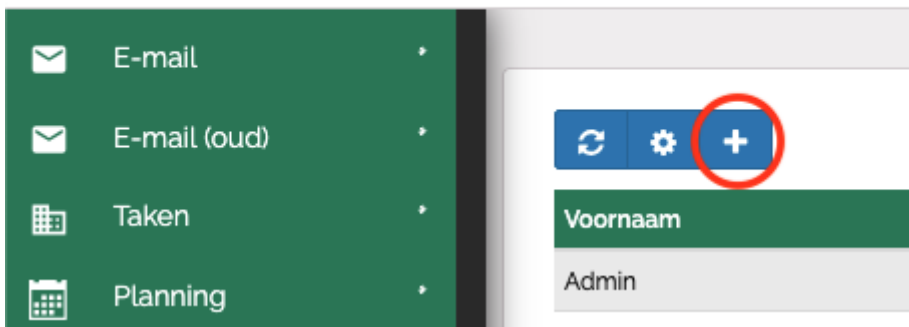 E-mail
E-mail (oud)
Taken
Planning
Voornaam
Admin